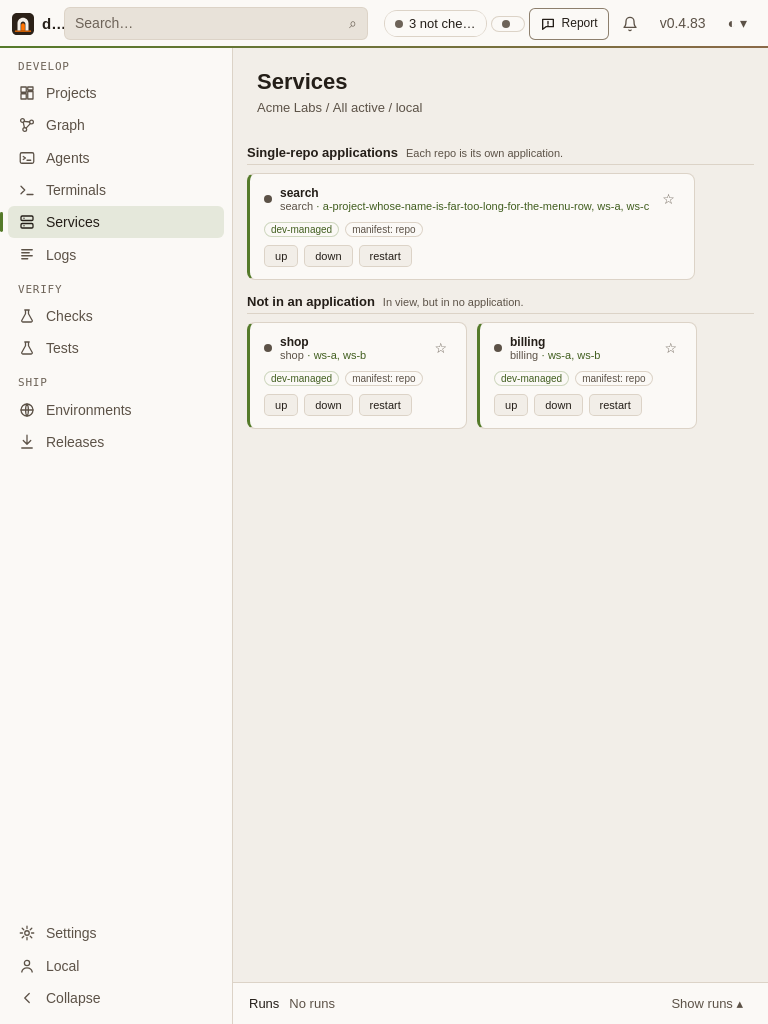 d…
Search…
3 not che…
Report
v0.4.83
DEVELOP
Projects
Graph
Agents
Terminals
Services
Logs
VERIFY
Checks
Tests
SHIP
Environments
Releases
Settings
Local
Collapse
Services
Acme Labs / All active / local
Single-repo applications Each repo is its own application.
search
search · a-project-whose-name-is-far-too-long-for-the-menu-row, ws-a, ws-c
dev-managed manifest: repo
up down restart
Not in an application In view, but in no application.
shop
shop · ws-a, ws-b
dev-managed manifest: repo
up down restart
billing
billing · ws-a, ws-b
dev-managed manifest: repo
up down restart
Runs No runs
Show runs ▴